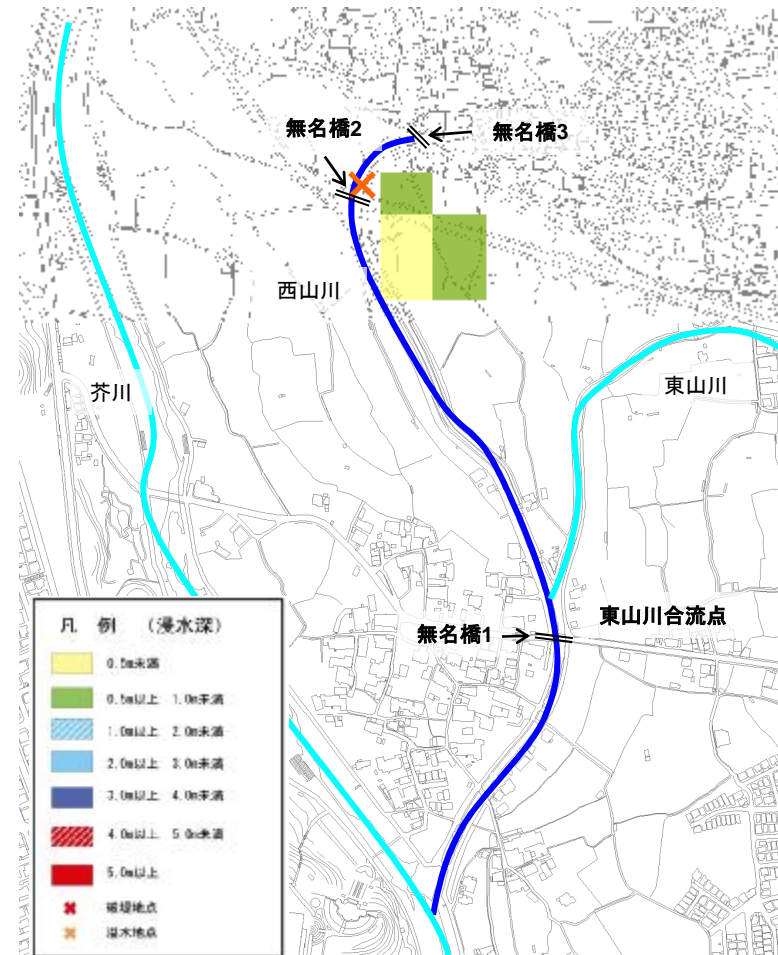 無名橋2
無名橋3
西山川
芥川
東山川
東山川合流点
無名橋1
凡 例 (浸水深)
0.5m未満
0.5m以上 1.0m未満
1.0m以上 2.0m未満
2.0m以上 3.0m未満
3.0m以上 4.0m未満
4.0m以上 5.0m未満
5.0m以上
破堤地点
溢水地点